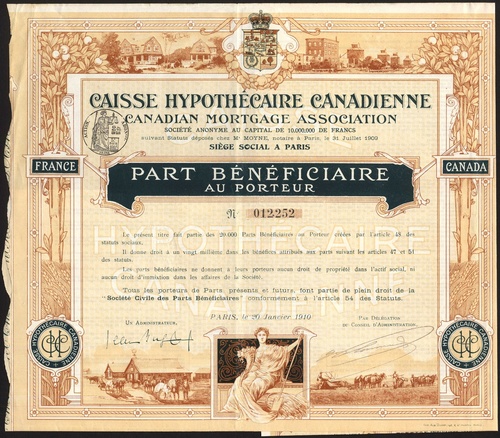 CAISSE HYPOTHÉCAIRE CANADIENNE
CANADIAN MORTGAGE ASSOCIATION
SOCIÉTÉ ANONYME AU CAPITAL DE 10.000.000 DE FRANCS
suivant Statuts déposés chez Me MOYNE, notaire à Paris, le 31 Juillet 1909
SIÈGE SOCIAL A PARIS
FRANCE
CANADA
PART BÉNÉFICIAIRE
AU PORTEUR
No 012252
Le présent titre fait partie des 20.000 Parts Bénéficiaires au Porteur créées par l'article 48 des
statuts sociaux.
Il donne droit à un vingt millième dans les bénéfices attribués aux parts suivant les articles 47 et 54
des statuts.
Les parts bénéficiaires ne donnent à leurs porteurs aucun droit de propriété dans l'actif social, ni
aucun droit d'immixtion dans les affaires de la Société.
Tous les porteurs de Parts, présents et futurs, font partie de plein droit de la
"Société Civile des Parts Bénéficiaires" conformément à l'article 54 des Statuts.
PARIS, le 20 Janvier 1910
UN ADMINISTRATEUR,
PAR DÉLÉGATION
DU CONSEIL D'ADMINISTRATION,
CAISSE HYPOTHÉCAIRE CANADIENNE
CAISSE HYPOTHÉCAIRE CANADIENNE